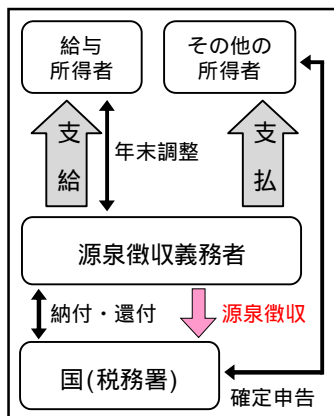 給与
所得者
その他の
所得者
支
給
年末調整
支
払
源泉徴収義務者
納付・還付
源泉徴収
国(税務署)
確定申告